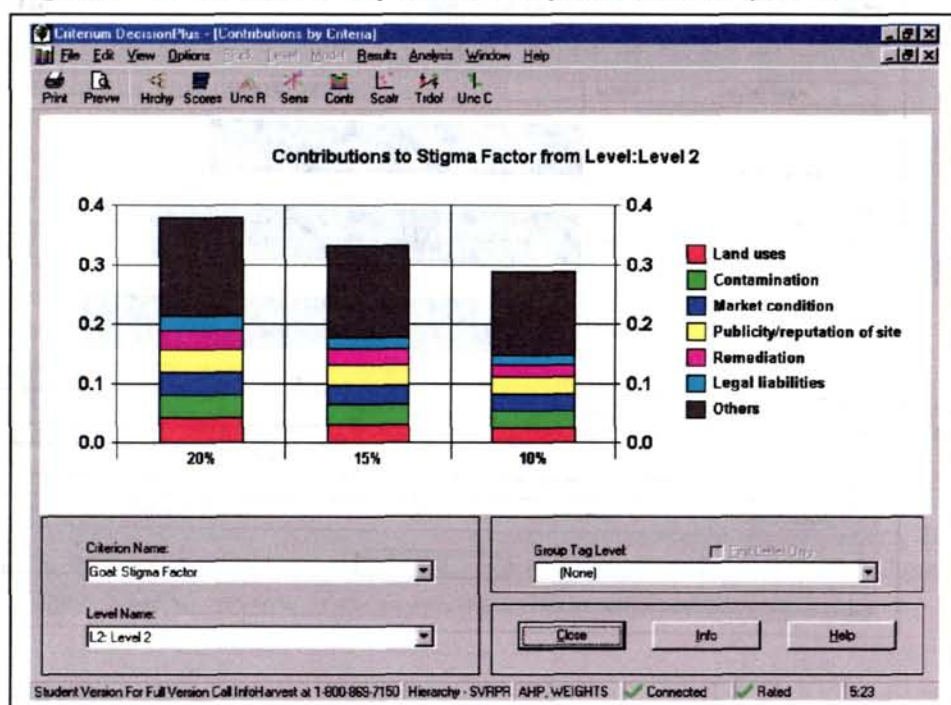 Criterium DecisionPlus - [Contributions by Criteria]
File Edit View Options Back Level Model Results Analysis Window Help
Print Prevw Hrchy Scores Unc R Sens Contr Scatr Trdof Unc C
Contributions to Stigma Factor from Level:Level 2
0.4 0.4
0.3 0.3
0.2 0.2
0.1 0.1
0.0 0.0
20% 15% 10%
Land uses
Contamination
Market condition
Publicity/reputation of site
Remediation
Legal liabilities
Others
Criterion Name:
Goal: Stigma Factor
Level Name:
L2: Level 2
Group Tag Level:
(None)
Close Info Help
Student Version For Full Version Call InfoHarvest at 1-800-869-7150 Hierarchy - SVRPR AHP, WEIGHTS Connected Rated 5:23